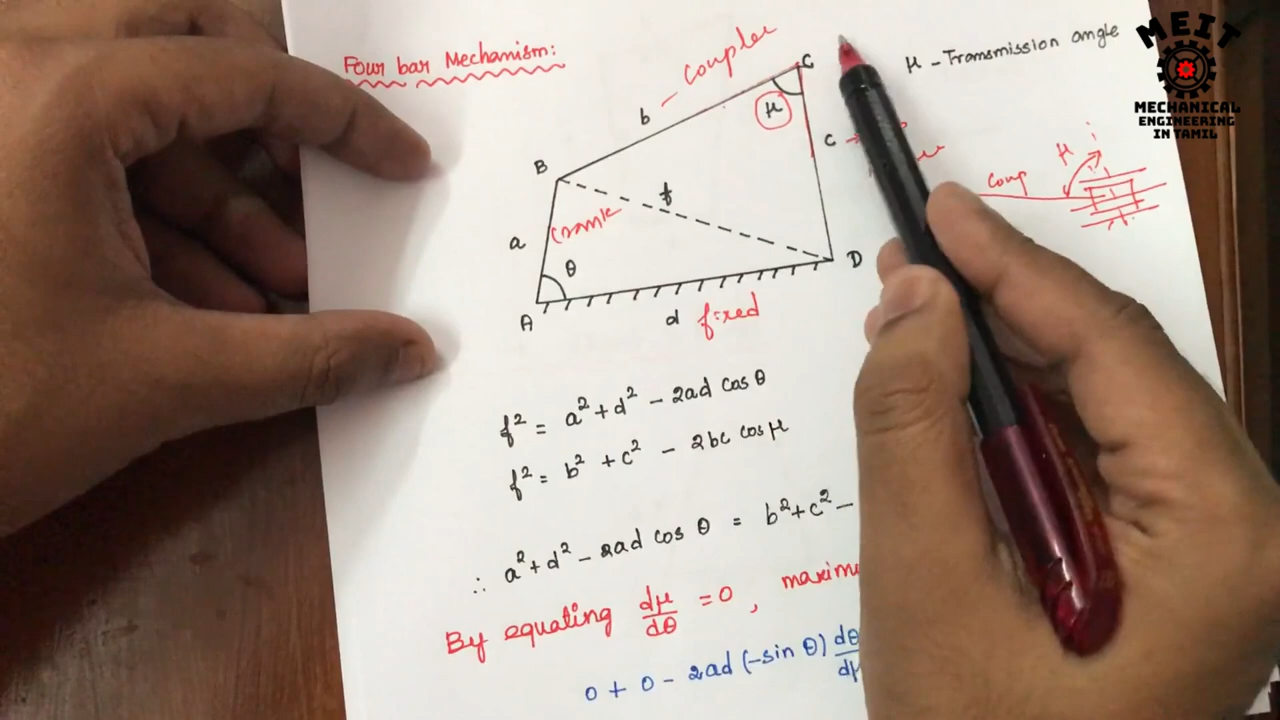 Four bar Mechanism:
μ - Transmission angle
MEIT
MECHANICAL
ENGINEERING
IN TAMIL
b - coupler
C
μ
c
coup
μ
B
f
a
crank
θ
D
A
d fixed
f² = a² + d² - 2ad cos θ
f² = b² + c² - 2bc cos μ
∴ a² + d² - 2ad cos θ = b² + c² -
By equating dμ/dθ = 0,
0 + 0 - 2ad (-sin θ) dθ/dμ